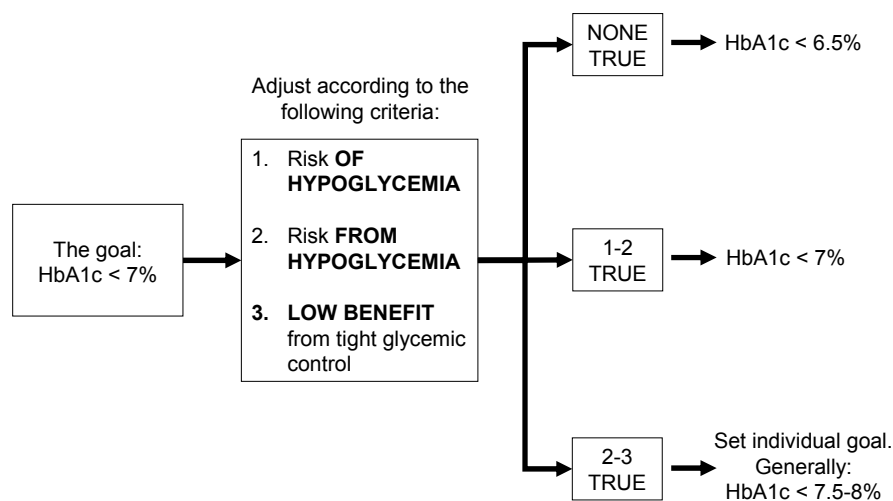 The goal:
HbA1c < 7%
Adjust according to the
following criteria:
1. Risk OF
HYPOGLYCEMIA
2. Risk FROM
HYPOGLYCEMIA
3. LOW BENEFIT
from tight glycemic
control
NONE
TRUE
HbA1c < 6.5%
1-2
TRUE
HbA1c < 7%
2-3
TRUE
Set individual goal.
Generally:
HbA1c < 7.5-8%